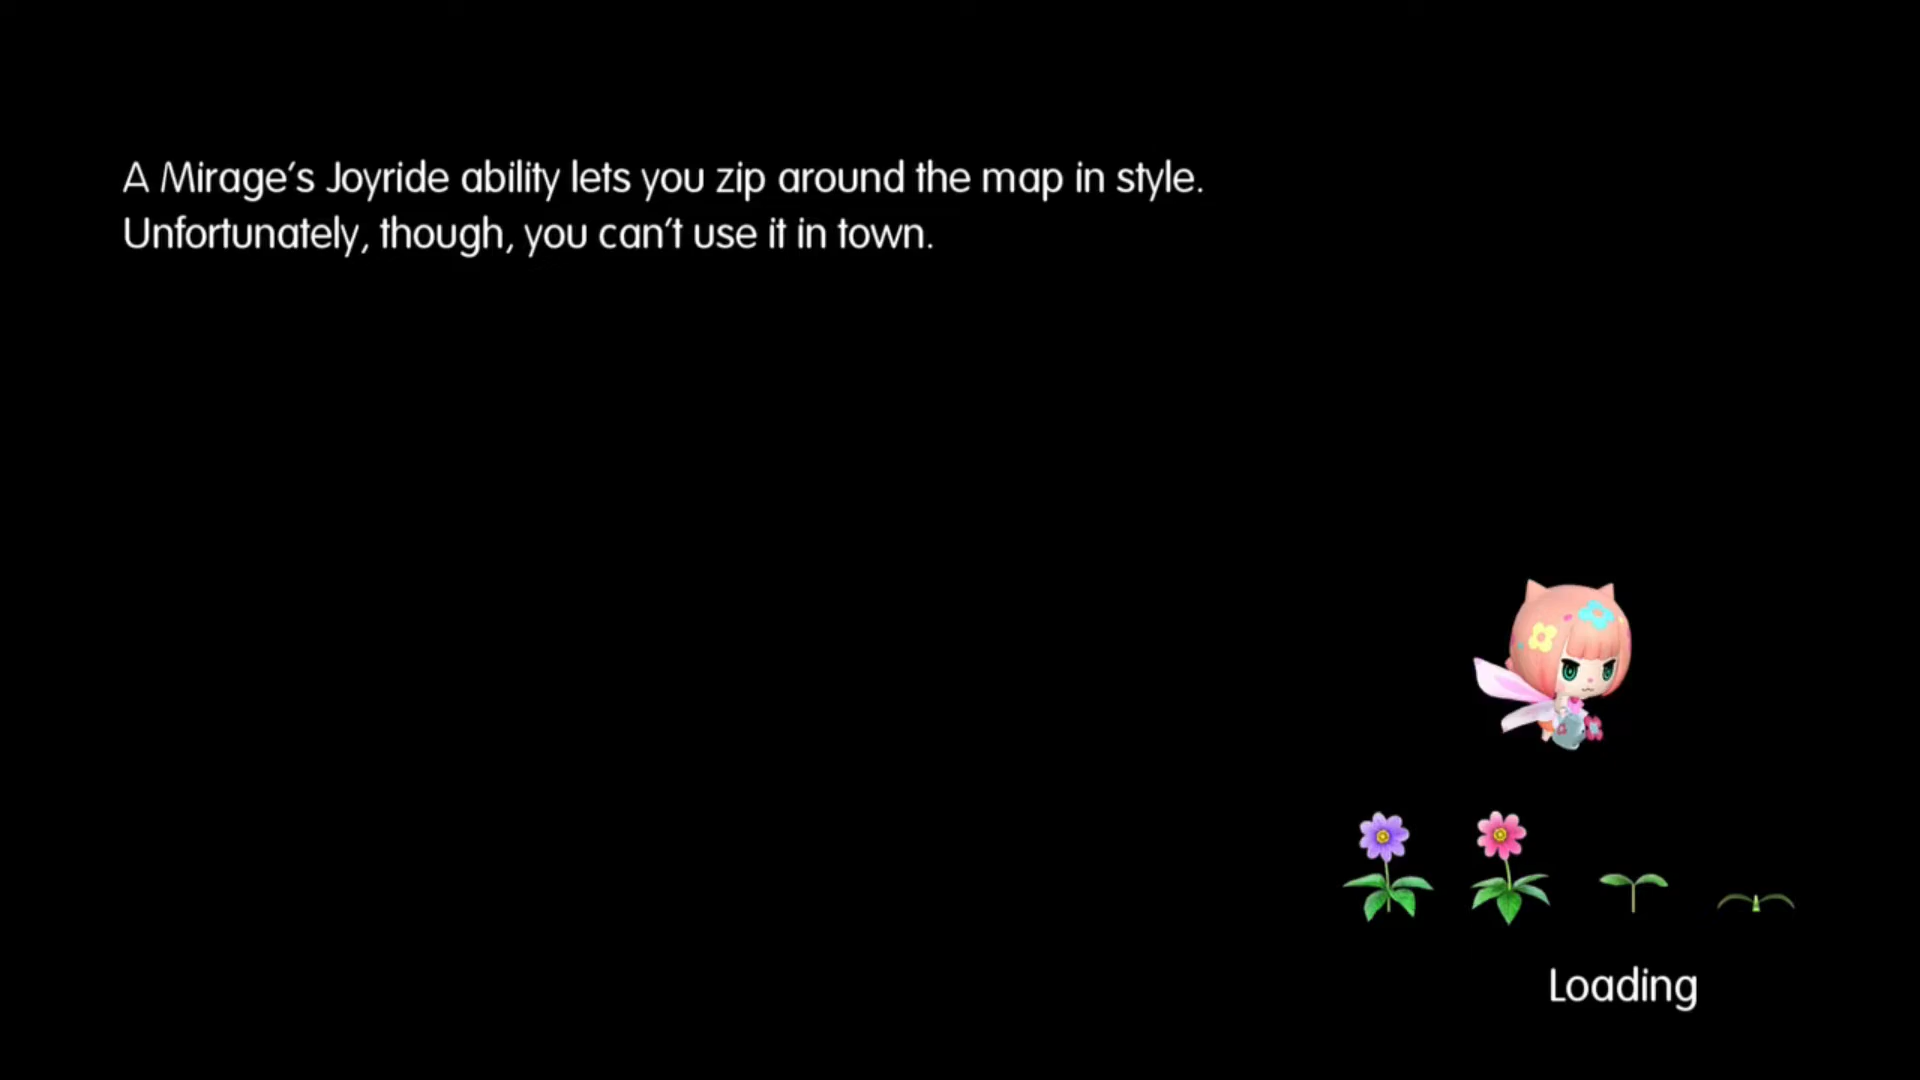 A Mirage's Joyride ability lets you zip around the map in style.
Unfortunately, though, you can't use it in town.
Loading